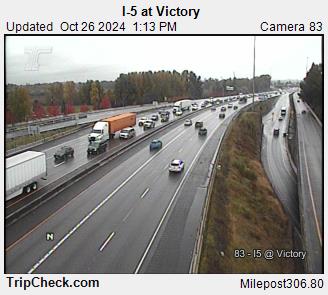 I-5 at Victory
Updated Oct 26 2024 1:13 PM Camera 83
N
83 - I5 @ Victory
TripCheck.com Milepost306.80